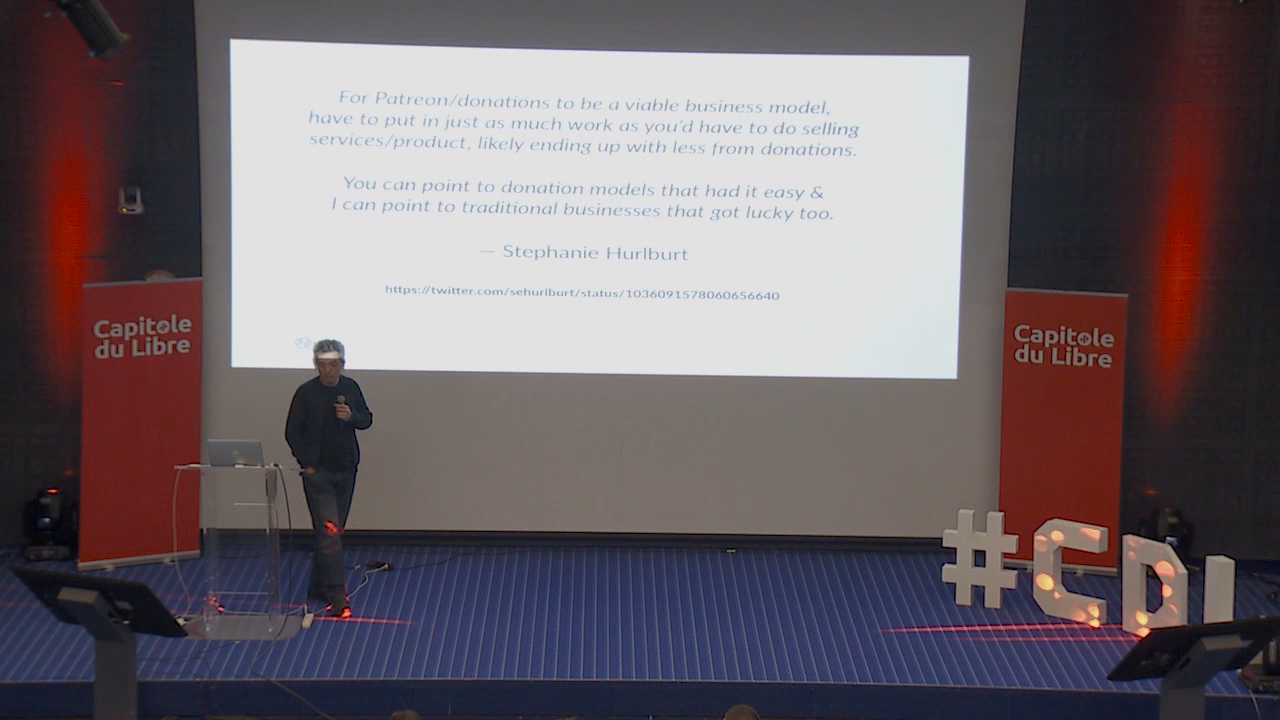 For Patreon/donations to be a viable business model,
have to put in just as much work as you'd have to do selling
services/product, likely ending up with less from donations.
You can point to donation models that had it easy &
I can point to traditional businesses that got lucky too.
— Stephanie Hurlburt
https://twitter.com/sehurlburt/status/1036091578060656640
Capitole
du Libre
Capitole
du Libre
#CDL